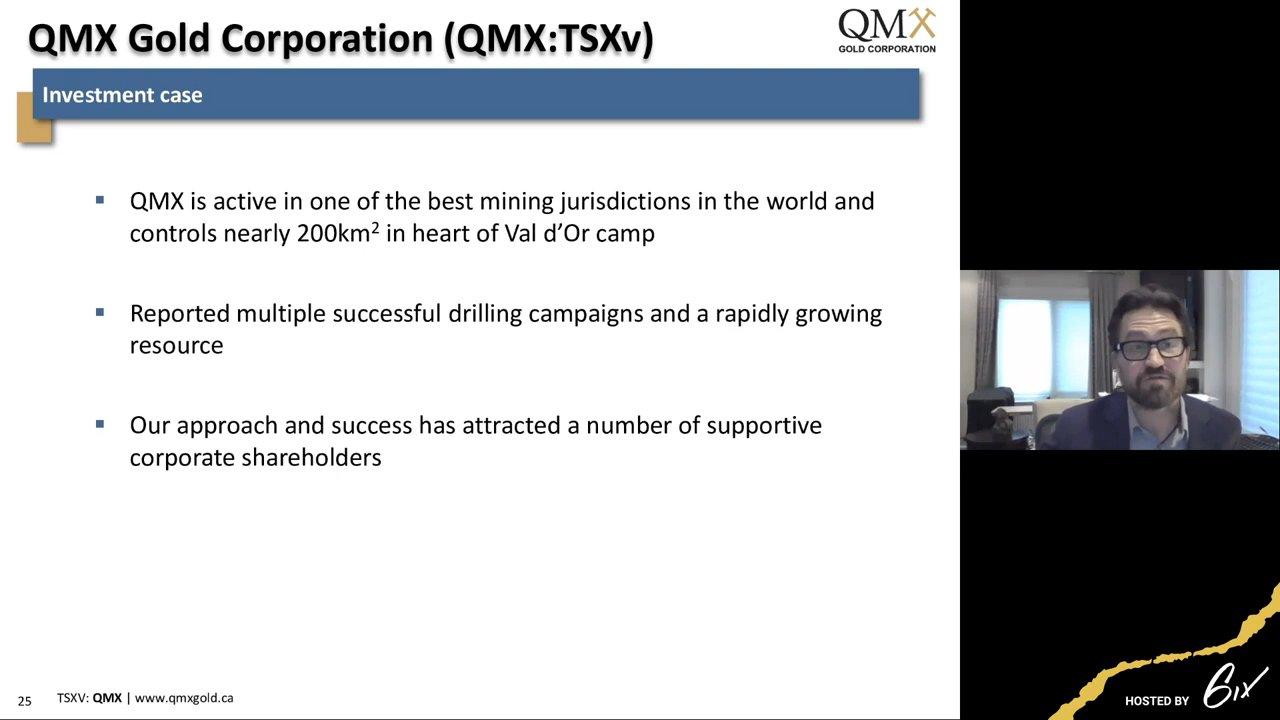 QMX Gold Corporation (QMX:TSXv)
QMX
GOLD CORPORATION
Investment case
▪ QMX is active in one of the best mining jurisdictions in the world and
controls nearly 200km² in heart of Val d’Or camp
▪ Reported multiple successful drilling campaigns and a rapidly growing
resource
▪ Our approach and success has attracted a number of supportive
corporate shareholders
25
TSXV: QMX | www.qmxgold.ca
HOSTED BY 6ix